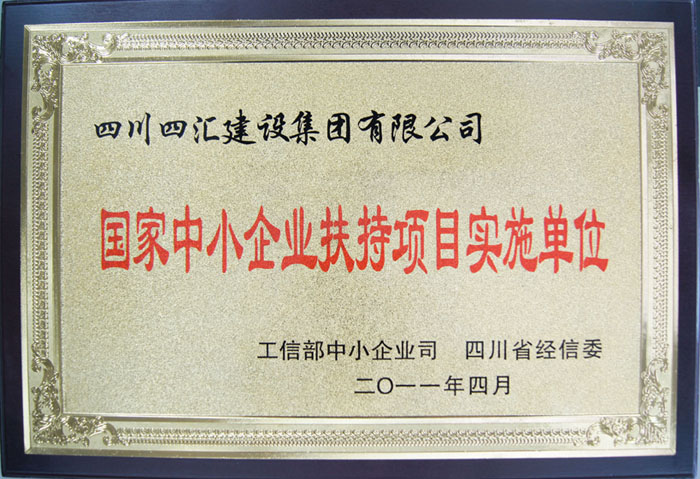 四川四汇建设集团有限公司
国家中小企业扶持项目实施单位
工信部中小企业司 四川省经信委
二〇一一年四月